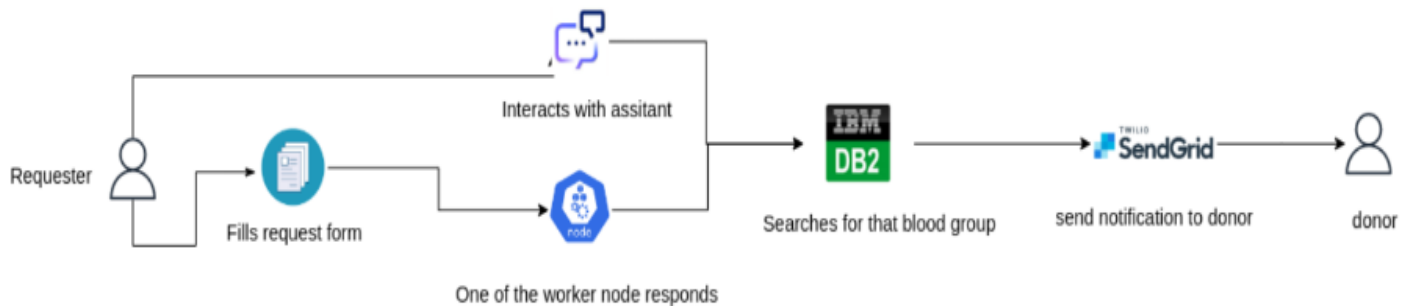 Interacts with assitant
Requester
Fills request form
node
One of the worker node responds
IBM
DB2
Searches for that blood group
TWILIO
SendGrid
send notification to donor
donor